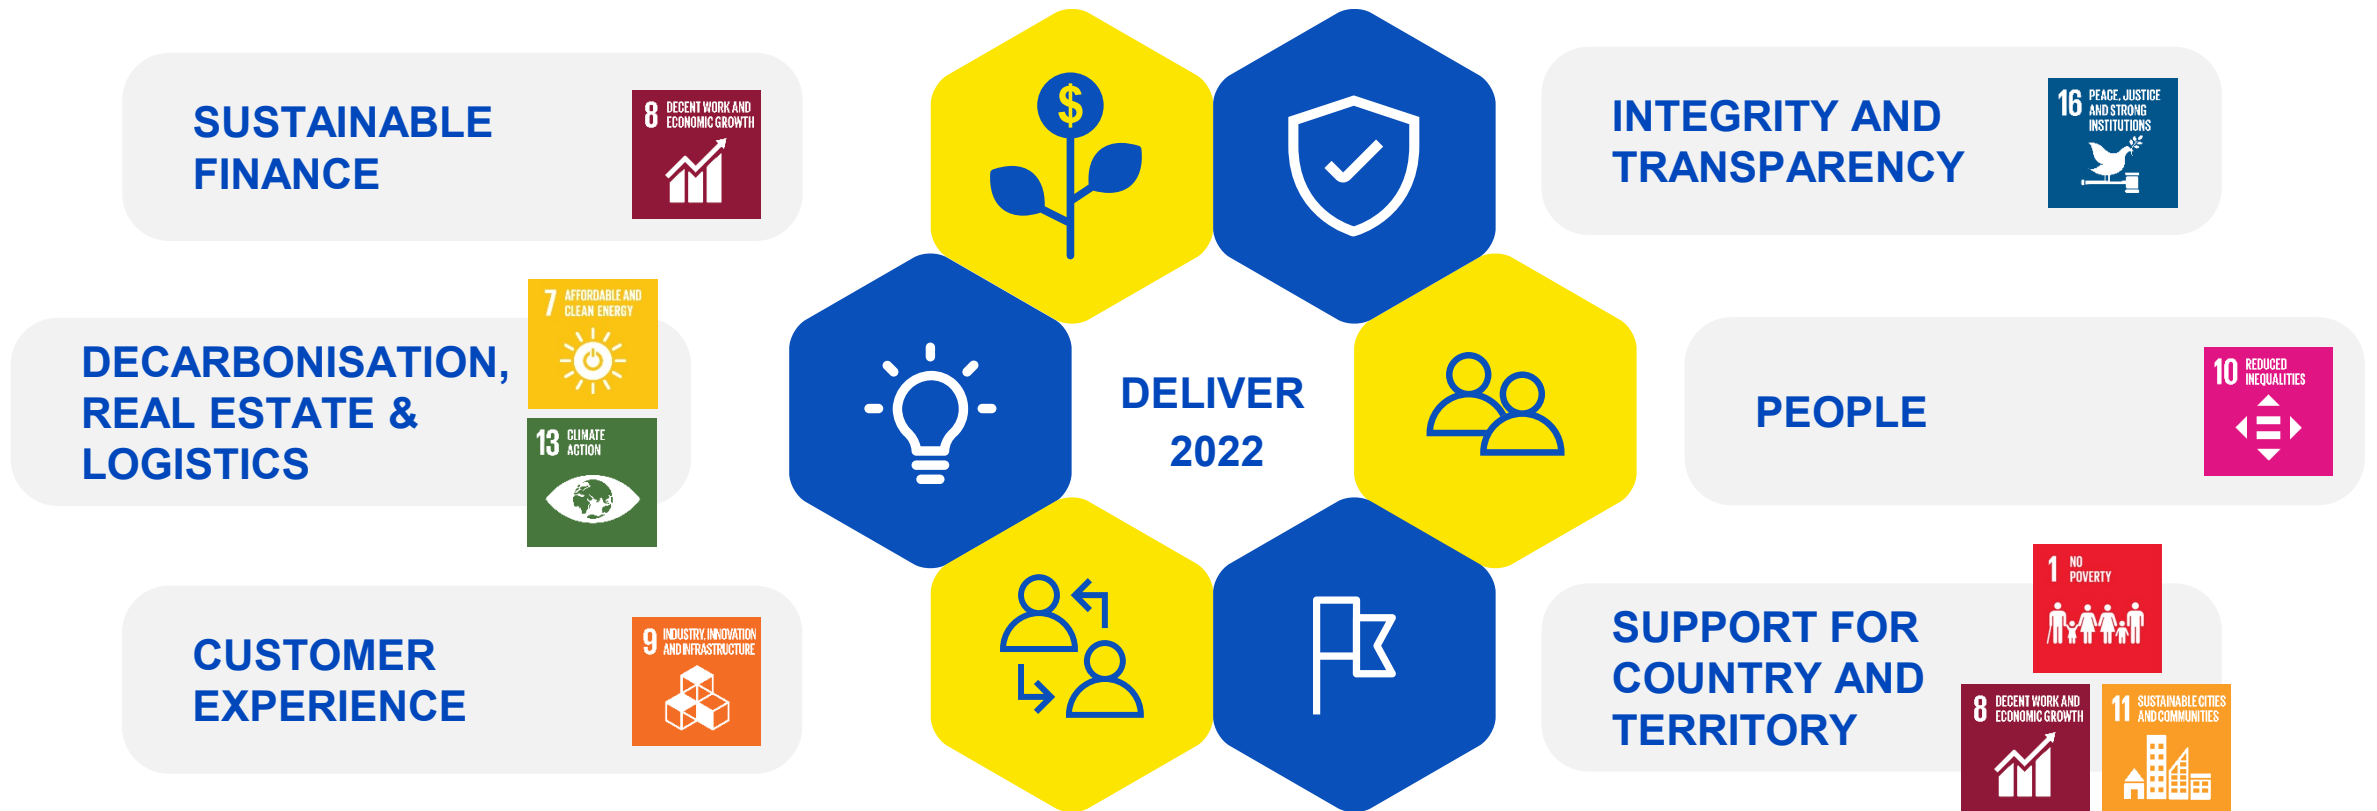 SUSTAINABLE
FINANCE
8 DECENT WORK AND
ECONOMIC GROWTH
$
INTEGRITY AND
TRANSPARENCY
16 PEACE, JUSTICE
AND STRONG
INSTITUTIONS
DECARBONISATION,
REAL ESTATE &
LOGISTICS
7 AFFORDABLE AND
CLEAN ENERGY
13 CLIMATE
ACTION
DELIVER
2022
PEOPLE
10 REDUCED
INEQUALITIES
CUSTOMER
EXPERIENCE
9 INDUSTRY, INNOVATION
AND INFRASTRUCTURE
SUPPORT FOR
COUNTRY AND
TERRITORY
1 NO
POVERTY
8 DECENT WORK AND
ECONOMIC GROWTH
11 SUSTAINABLE CITIES
AND COMMUNITIES